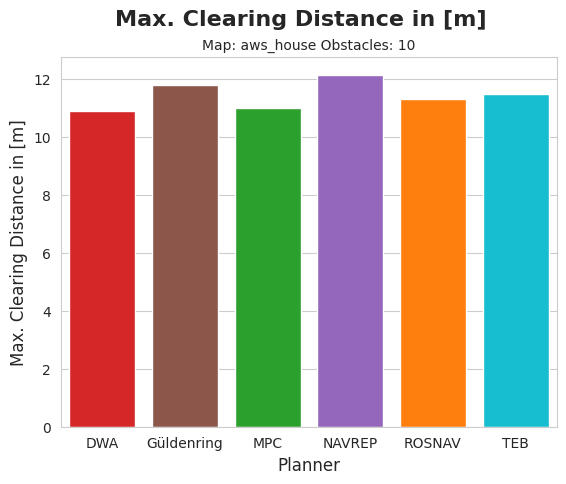 Max. Clearing Distance in [m]
Map: aws_house Obstacles: 10
Max. Clearing Distance in [m]
12
10
8
6
4
2
0
DWA Güldenring MPC NAVREP ROSNAV TEB
Planner